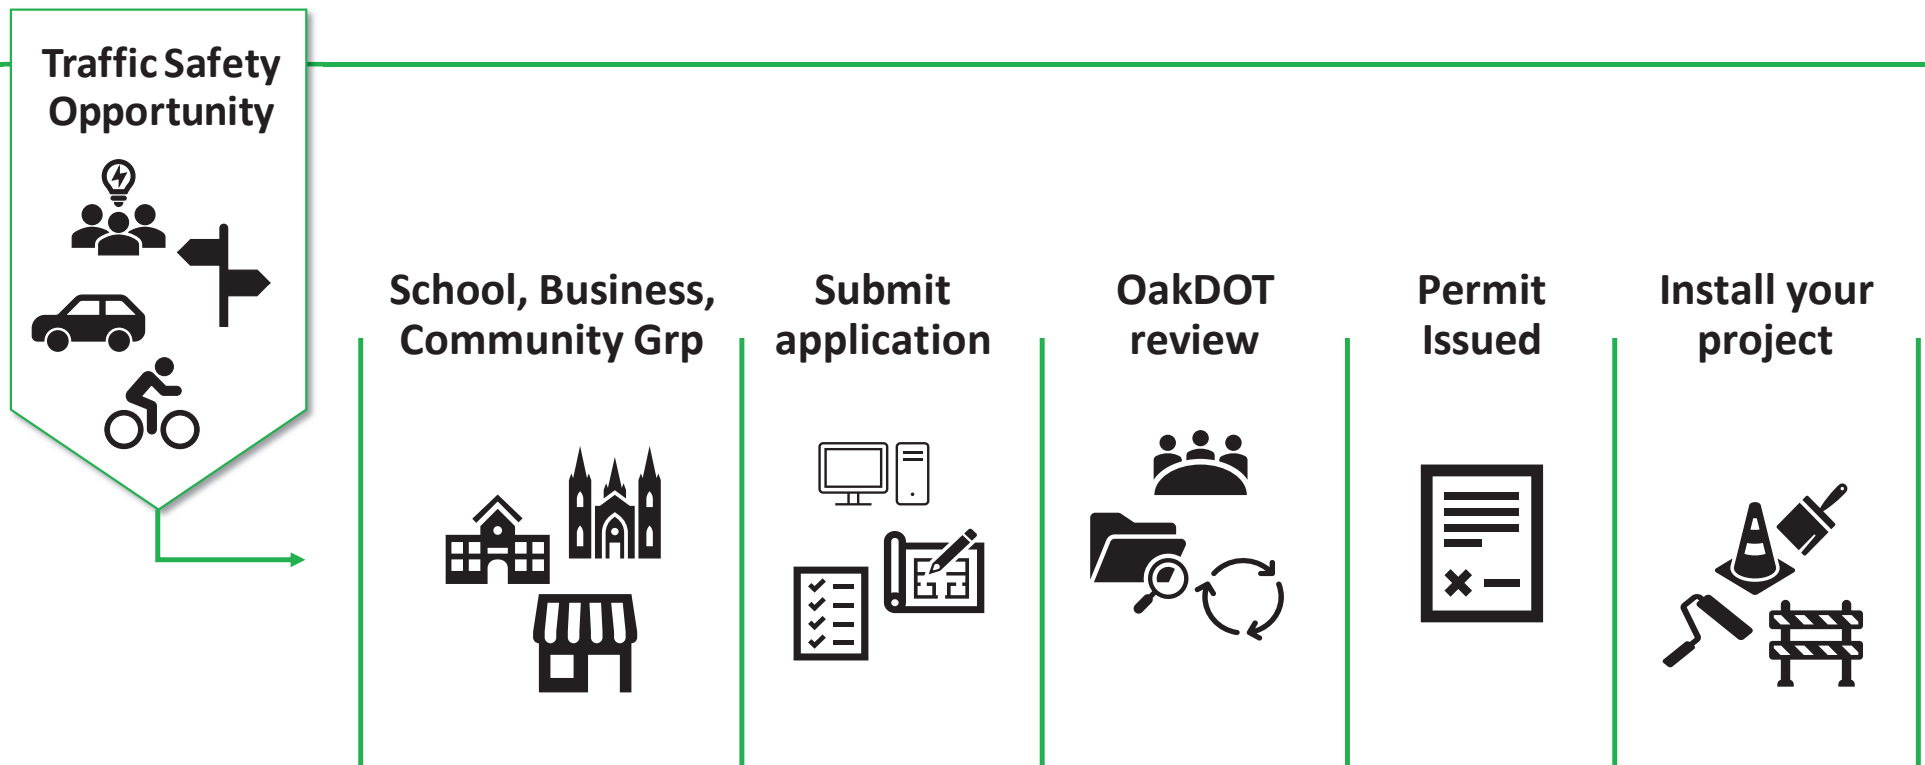 Traffic Safety
Opportunity
School, Business,
Community Grp
Submit
application
OakDOT
review
Permit
Issued
Install your
project